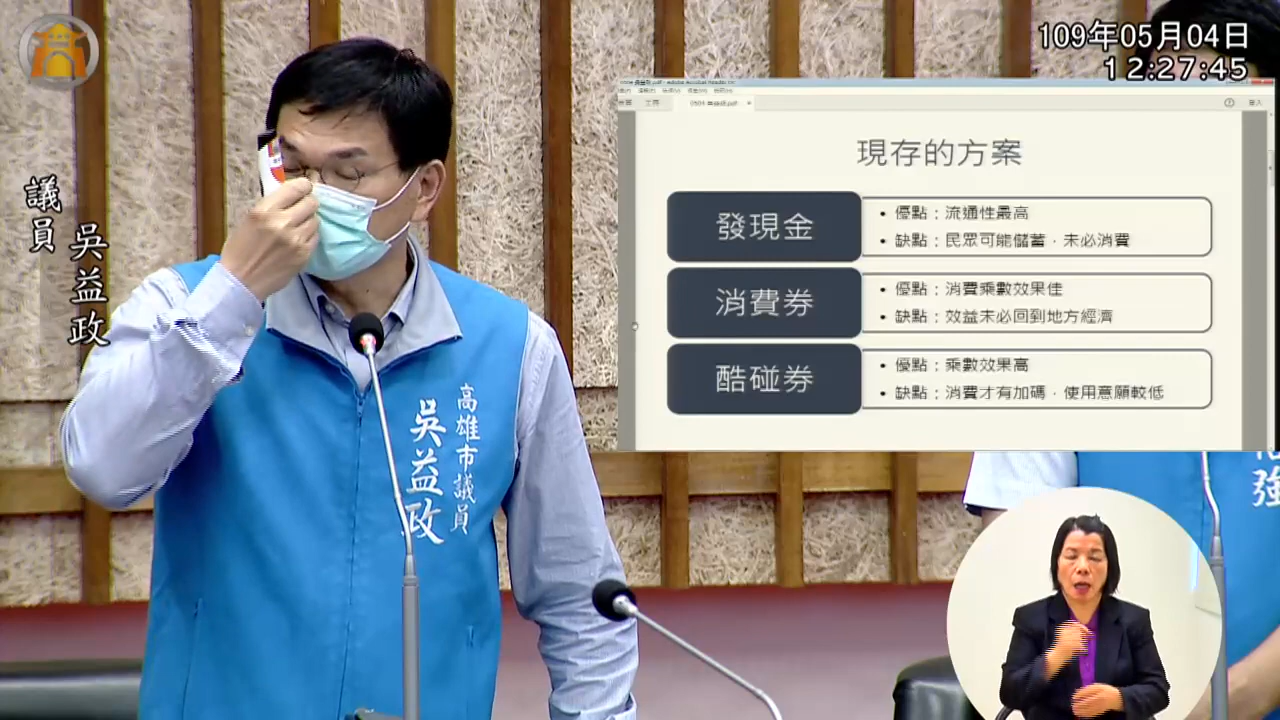 109年05月04日
12:27:45
議員
吳益政
現存的方案
發現金
• 優點：流通性最高
• 缺點：民眾可能儲蓄，未必消費
消費券
• 優點：消費乘數效果佳
• 缺點：效益未必回到地方經濟
酷碰券
• 優點：乘數效果高
• 缺點：消費才有加碼，使用意願較低
高雄市議員
吳益政
強